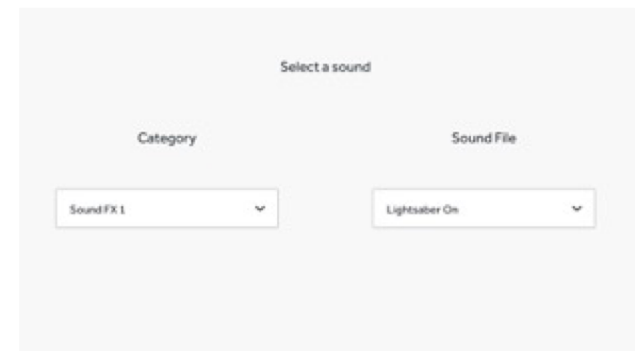 Select a sound
Category
Sound File
Sound FX 1
Lightsaber On